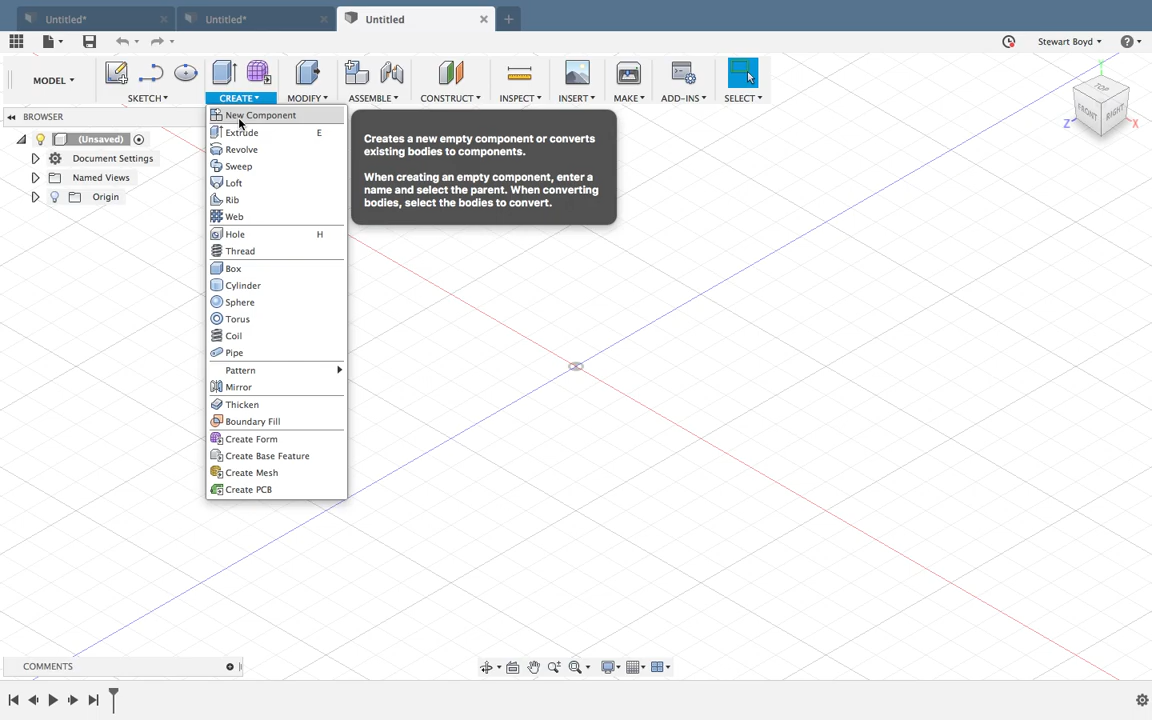 Untitled*
Untitled*
Untitled
Stewart Boyd
MODEL
SKETCH
CREATE
MODIFY
ASSEMBLE
CONSTRUCT
INSPECT
INSERT
MAKE
ADD-INS
SELECT
BROWSER
(Unsaved)
Document Settings
Named Views
Origin
New Component
Extrude E
Revolve
Sweep
Loft
Rib
Web
Hole H
Thread
Box
Cylinder
Sphere
Torus
Coil
Pipe
Pattern
Mirror
Thicken
Boundary Fill
Create Form
Create Base Feature
Create Mesh
Create PCB
Creates a new empty component or converts
existing bodies to components.
When creating an empty component, enter a
name and select the parent. When converting
bodies, select the bodies to convert.
Y
TOP
FRONT
RIGHT
Z
X
COMMENTS